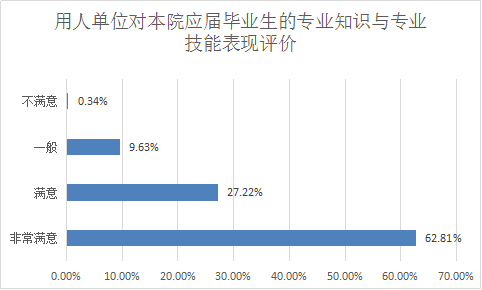 用人单位对本院应届毕业生的专业知识与专业
技能表现评价
不满意 0.34%
一般 9.63%
满意 27.22%
非常满意 62.81%
0.00% 10.00% 20.00% 30.00% 40.00% 50.00% 60.00% 70.00%